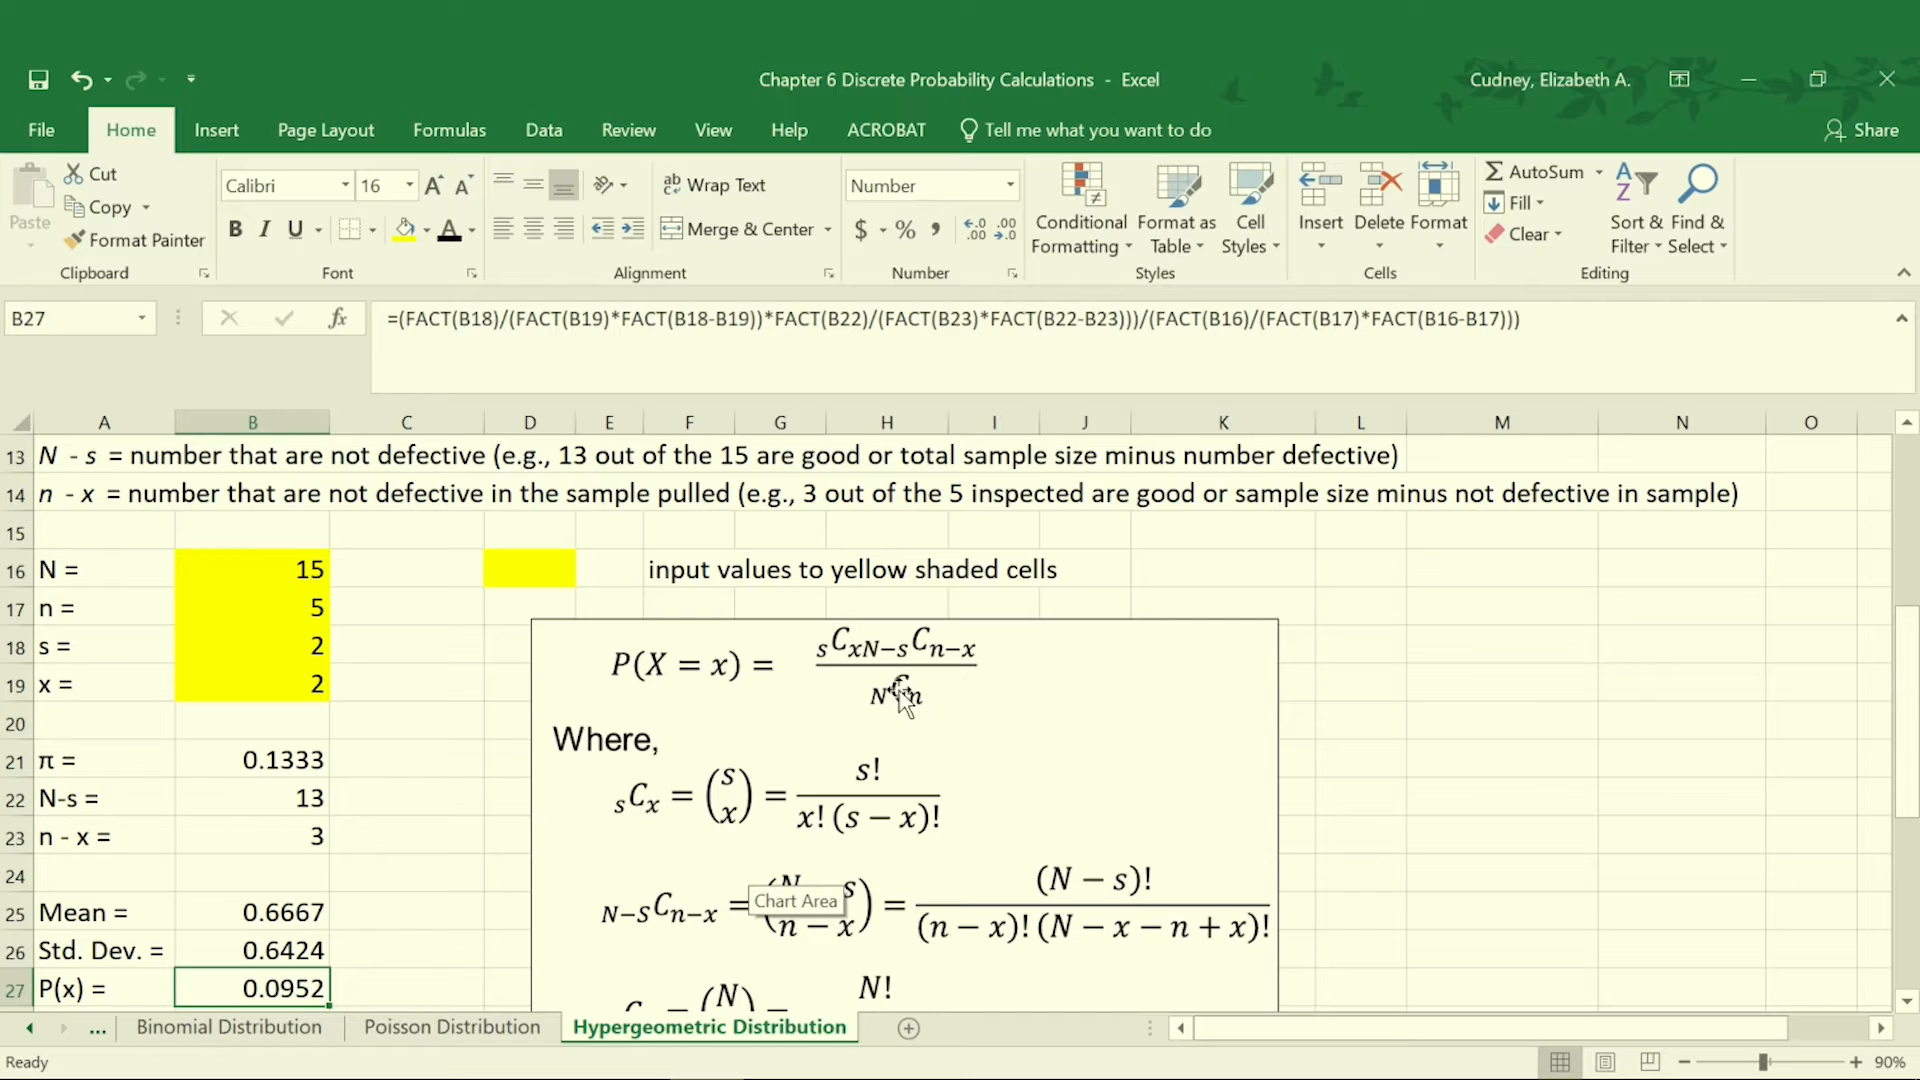 Chapter 6 Discrete Probability Calculations - Excel
Cudney, Elizabeth A.
File Home Insert Page Layout Formulas Data Review View Help ACROBAT Tell me what you want to do Share
Paste
Cut
Copy
Format Painter
Clipboard
Calibri 16 A A
B I U A
Font
Wrap Text
Merge & Center
Alignment
Number
$ % , .00 .00
Number
Conditional Formatting
Format as Table
Cell Styles
Styles
Insert Delete Format
Cells
AutoSum
Fill
Clear
Sort & Filter
Find & Select
Editing
B27 fx =(FACT(B18)/(FACT(B19)*FACT(B18-B19))*FACT(B22)/(FACT(B23)*FACT(B22-B23)))/(FACT(B16)/(FACT(B17)*FACT(B16-B17)))
A B C D E F G H I J K L M N O
13 N - s = number that are not defective (e.g., 13 out of the 15 are good or total sample size minus number defective)
14 n - x = number that are not defective in the sample pulled (e.g., 3 out of the 5 inspected are good or sample size minus not defective in sample)
15
16 N = 15 input values to yellow shaded cells
17 n = 5
18 s = 2
19 x = 2
20
21 π = 0.1333
22 N-s = 13
23 n - x = 3
24
25 Mean = 0.6667
26 Std. Dev. = 0.6424
27 P(x) = 0.0952
P(X = x) = sCxN−sCn−x
NCn
Where,
sCx = (s x) = s! / x! (s − x)!
N−SCn−x = (N s n − x) = (N − s)! / (n − x)! (N − x − n + x)!
Chart Area
C = (N) = N!
... Binomial Distribution Poisson Distribution Hypergeometric Distribution
Ready 90%